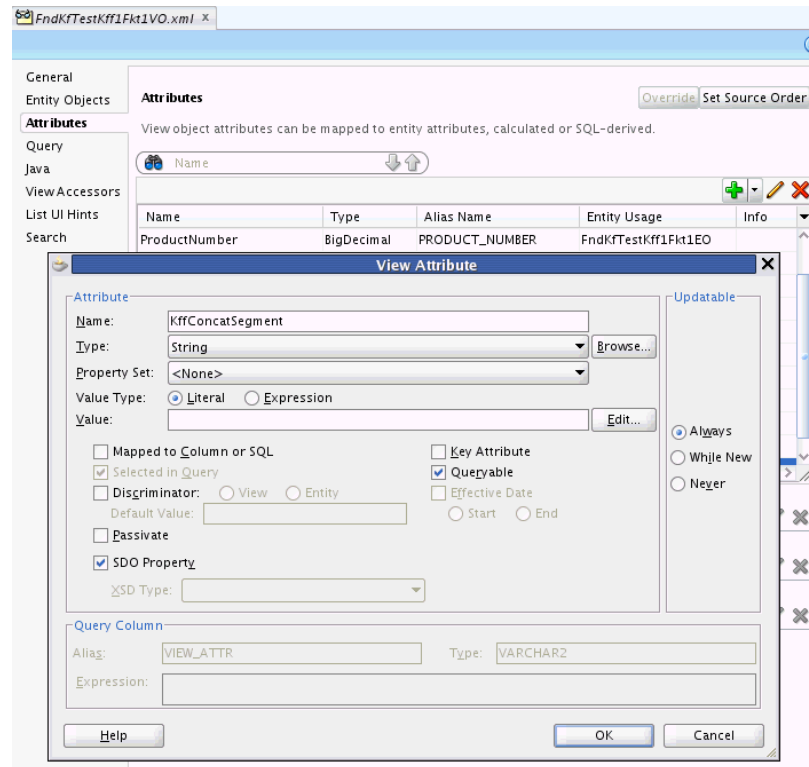 FndKfTestKff1Fkt1VO.xml x
General
Entity Objects
Attributes
Query
Java
View Accessors
List UI Hints
Search
Attributes
Override Set Source Order
View object attributes can be mapped to entity attributes, calculated or SQL-derived.
Name
Name Type Alias Name Entity Usage Info
ProductNumber BigDecimal PRODUCT_NUMBER FndKfTestKff1Fkt1EO
View Attribute
Attribute
Name: KffConcatSegment
Type: String Browse...
Property Set: <None>
Value Type: Literal Expression
Value: Edit...
Mapped to Column or SQL Key Attribute
Selected in Query Queryable
Discriminator: View Entity Effective Date
Default Value: Start End
Passivate
SDO Property
XSD Type:
Updatable
Always
While New
Never
Query Column
Alias: VIEW_ATTR Type: VARCHAR2
Expression:
Help OK Cancel